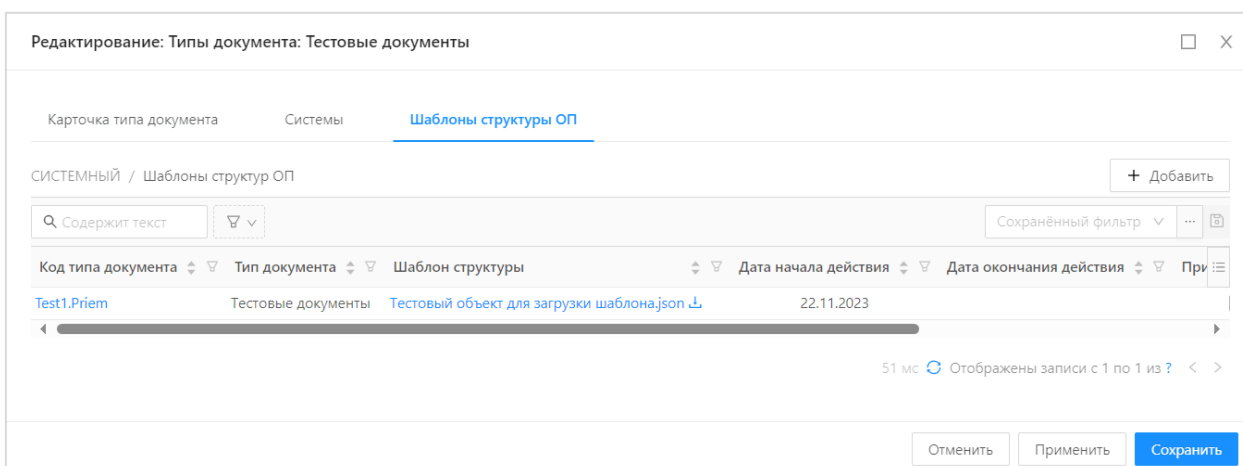 Редактирование: Типы документа: Тестовые документы
Карточка типа документа Системы Шаблоны структуры ОП
СИСТЕМНЫЙ / Шаблоны структур ОП + Добавить
Содержит текст Сохранённый фильтр ...
Код типа документа Тип документа Шаблон структуры Дата начала действия Дата окончания действия При
Test1.Priem Тестовые документы Тестовый объект для загрузки шаблона.json 22.11.2023
51 мс Отображены записи с 1 по 1 из ? < >
Отменить Применить Сохранить